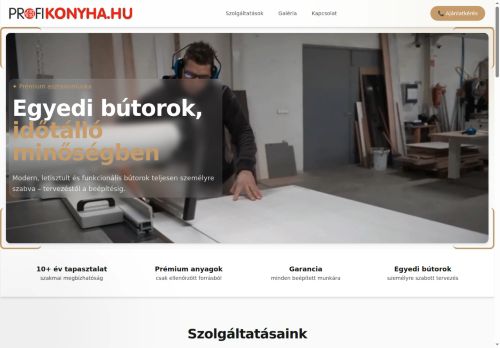 PROFIKONYHA.HU
Szolgáltatások
Galéria
Kapcsolat
📞 Ajánlatkérés
✦ Prémium asztalosmunka
Egyedi bútorok,
időtálló
minőségben
Modern, letisztult és funkcionális bútorok teljesen személyre
szabva – tervezéstől a beépítésig.
10+ év tapasztalat
szakmai megbízhatóság
Prémium anyagok
csak ellenőrzött forrásból
Garancia
minden beépített munkára
Egyedi bútorok
személyre szabott tervezés
Szolgáltatásaink